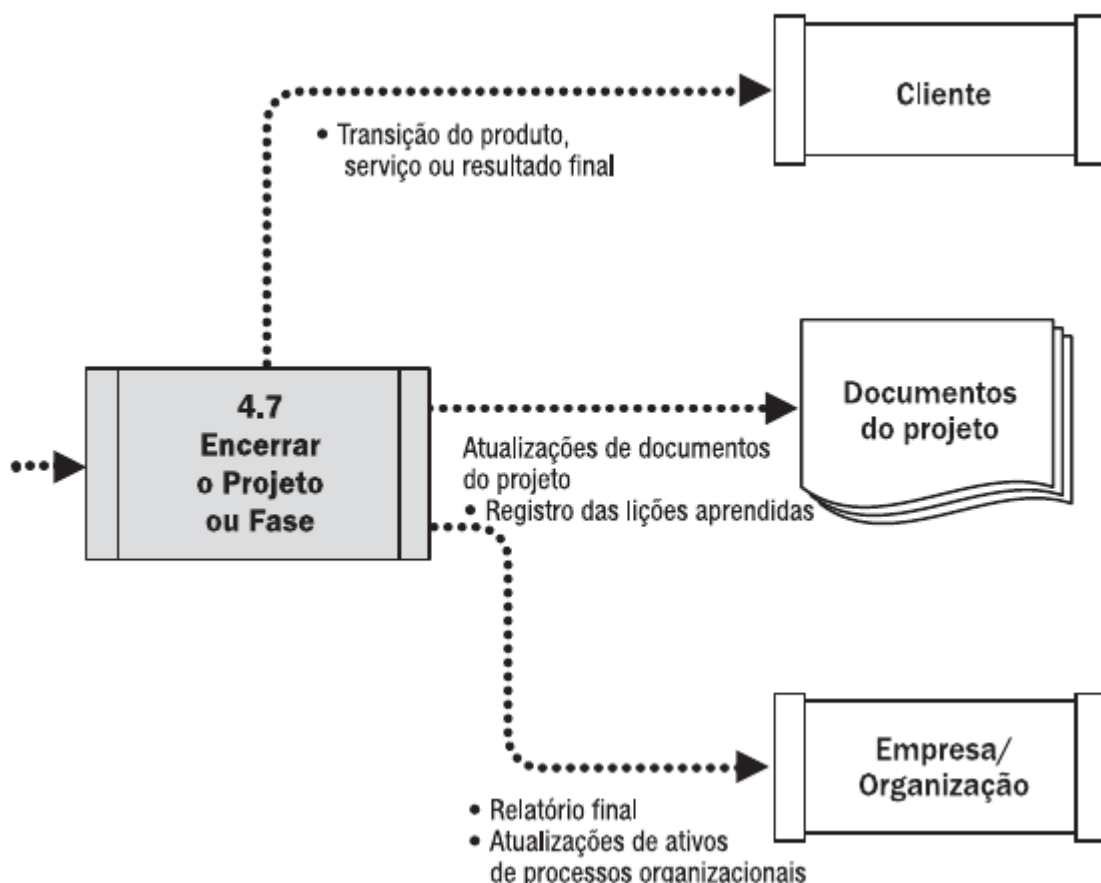 Cliente
• Transição do produto,
serviço ou resultado final
4.7
Encerrar
o Projeto
ou Fase
Documentos
do projeto
Atualizações de documentos
do projeto
• Registro das lições aprendidas
Empresa/
Organização
• Relatório final
• Atualizações de ativos
de processos organizacionais